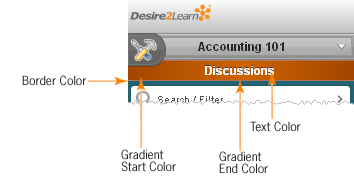 Desire2Learn
Accounting 101
Discussions
Border Color
Search / Filter
Text Color
Gradient
Start Color
Gradient
End Color